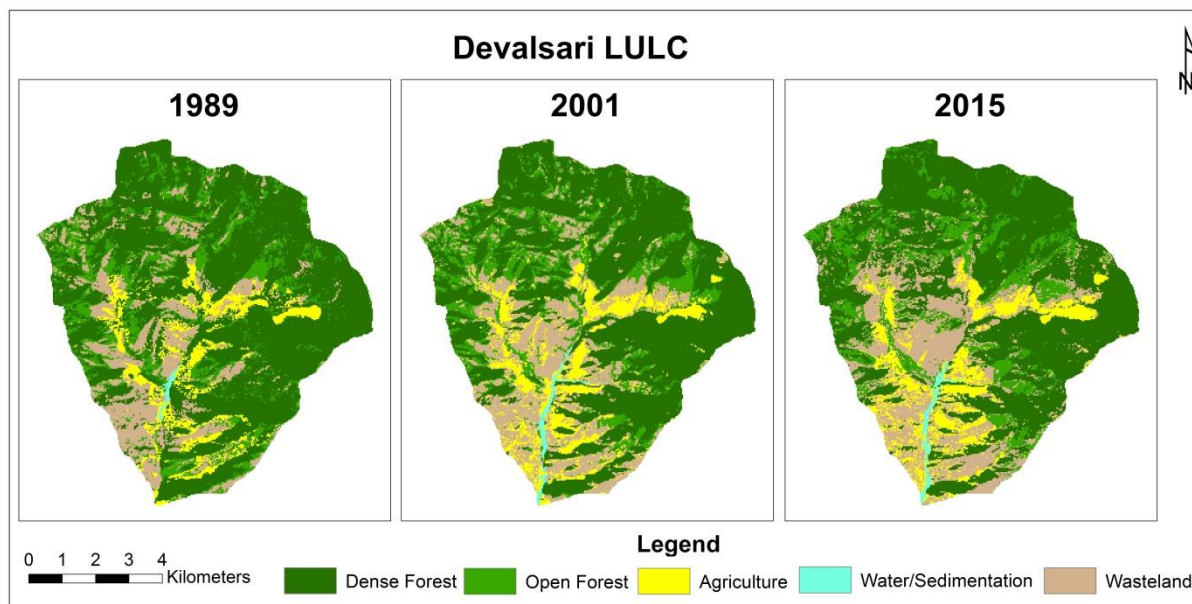 Devalsari LULC
N
1989 2001 2015
Legend
0 1 2 3 4
Kilometers
Dense Forest Open Forest Agriculture Water/Sedimentation Wasteland